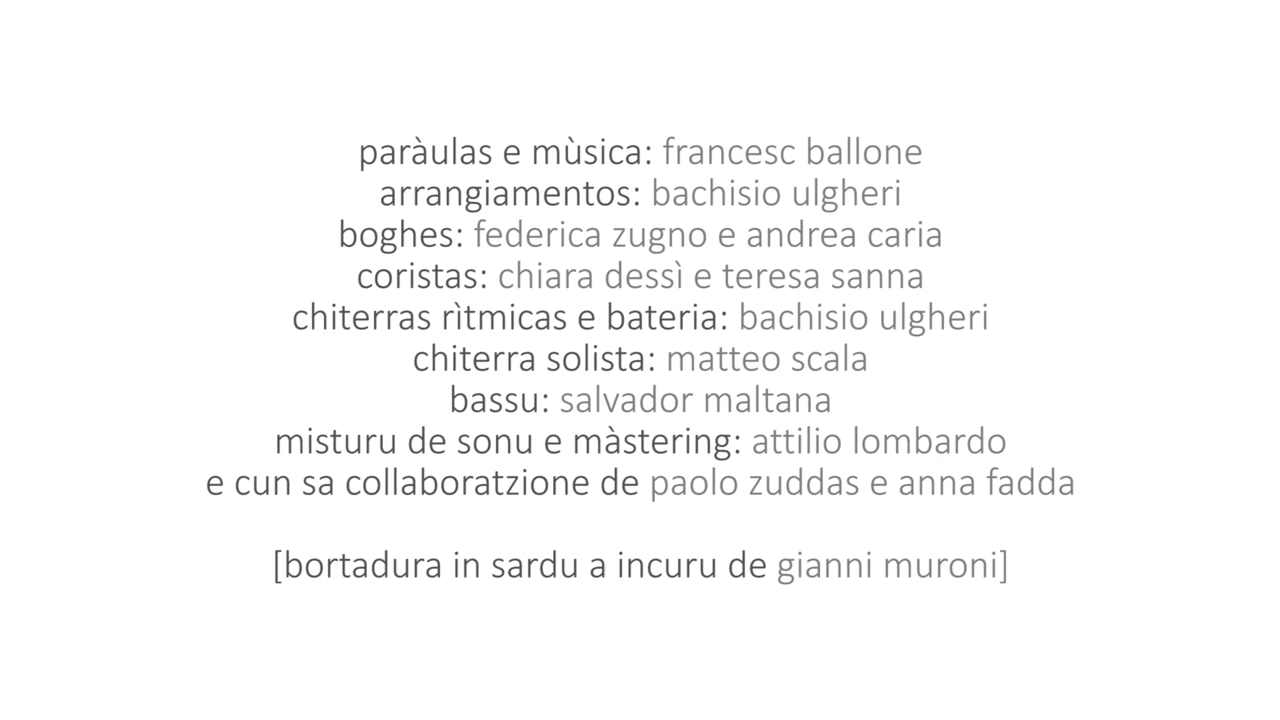 paràulas e mùsica: francesc ballone
arrangiamentos: bachisio ulgheri
boghes: federica zugno e andrea caria
coristas: chiara dessì e teresa sanna
chiterras rìtmicas e bateria: bachisio ulgheri
chiterra solista: matteo scala
bassu: salvador maltana
misturu de sonu e màstering: attilio lombardo
e cun sa collaboratzione de paolo zuddas e anna fadda
[bortadura in sardu a incuru de gianni muroni]